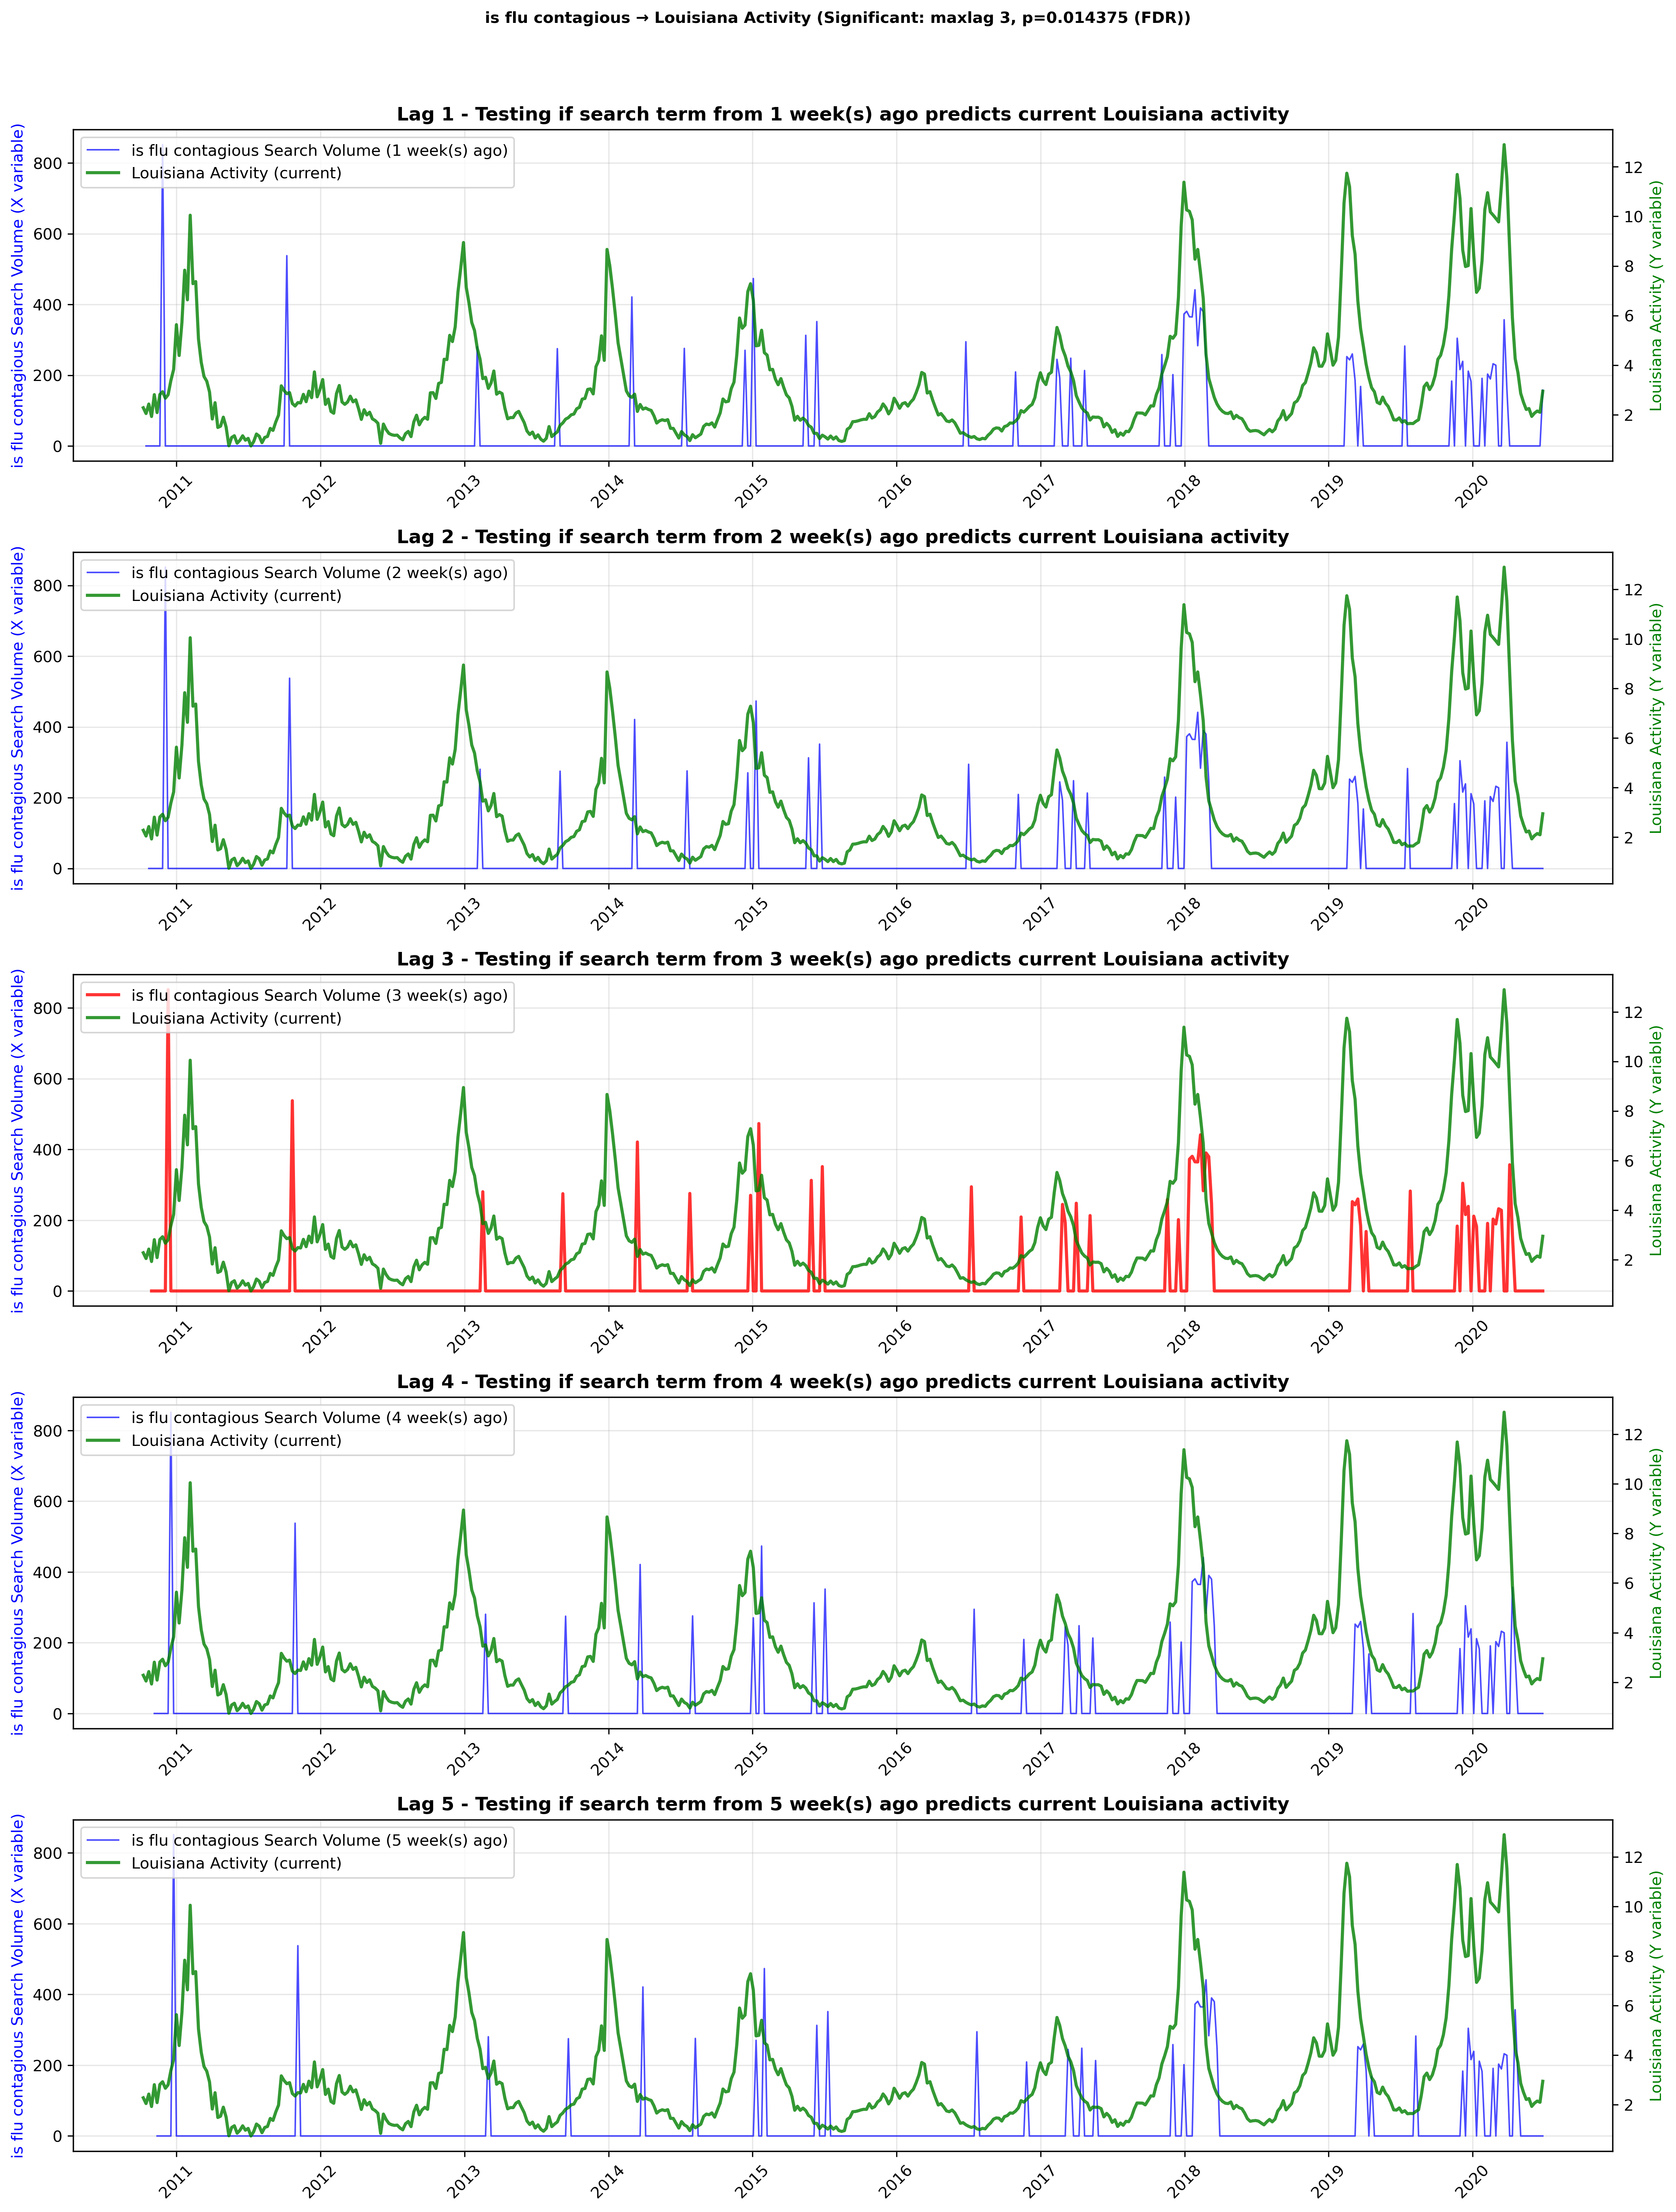 is flu contagious → Louisiana Activity (Significant: maxlag 3, p=0.014375 (FDR))
Lag 1 - Testing if search term from 1 week(s) ago predicts current Louisiana activity
is flu contagious Search Volume (1 week(s) ago)
Louisiana Activity (current)
is flu contagious Search Volume (X variable)
800
600
400
200
0
12
10
8
6
4
2
Louisiana Activity (Y variable)
2011 2012 2013 2014 2015 2016 2017 2018 2019 2020
Lag 2 - Testing if search term from 2 week(s) ago predicts current Louisiana activity
is flu contagious Search Volume (2 week(s) ago)
Louisiana Activity (current)
is flu contagious Search Volume (X variable)
800
600
400
200
0
12
10
8
6
4
2
Louisiana Activity (Y variable)
2011 2012 2013 2014 2015 2016 2017 2018 2019 2020
Lag 3 - Testing if search term from 3 week(s) ago predicts current Louisiana activity
is flu contagious Search Volume (3 week(s) ago)
Louisiana Activity (current)
is flu contagious Search Volume (X variable)
800
600
400
200
0
12
10
8
6
4
2
Louisiana Activity (Y variable)
2011 2012 2013 2014 2015 2016 2017 2018 2019 2020
Lag 4 - Testing if search term from 4 week(s) ago predicts current Louisiana activity
is flu contagious Search Volume (4 week(s) ago)
Louisiana Activity (current)
is flu contagious Search Volume (X variable)
800
600
400
200
0
12
10
8
6
4
2
Louisiana Activity (Y variable)
2011 2012 2013 2014 2015 2016 2017 2018 2019 2020
Lag 5 - Testing if search term from 5 week(s) ago predicts current Louisiana activity
is flu contagious Search Volume (5 week(s) ago)
Louisiana Activity (current)
is flu contagious Search Volume (X variable)
800
600
400
200
0
12
10
8
6
4
2
Louisiana Activity (Y variable)
2011 2012 2013 2014 2015 2016 2017 2018 2019 2020